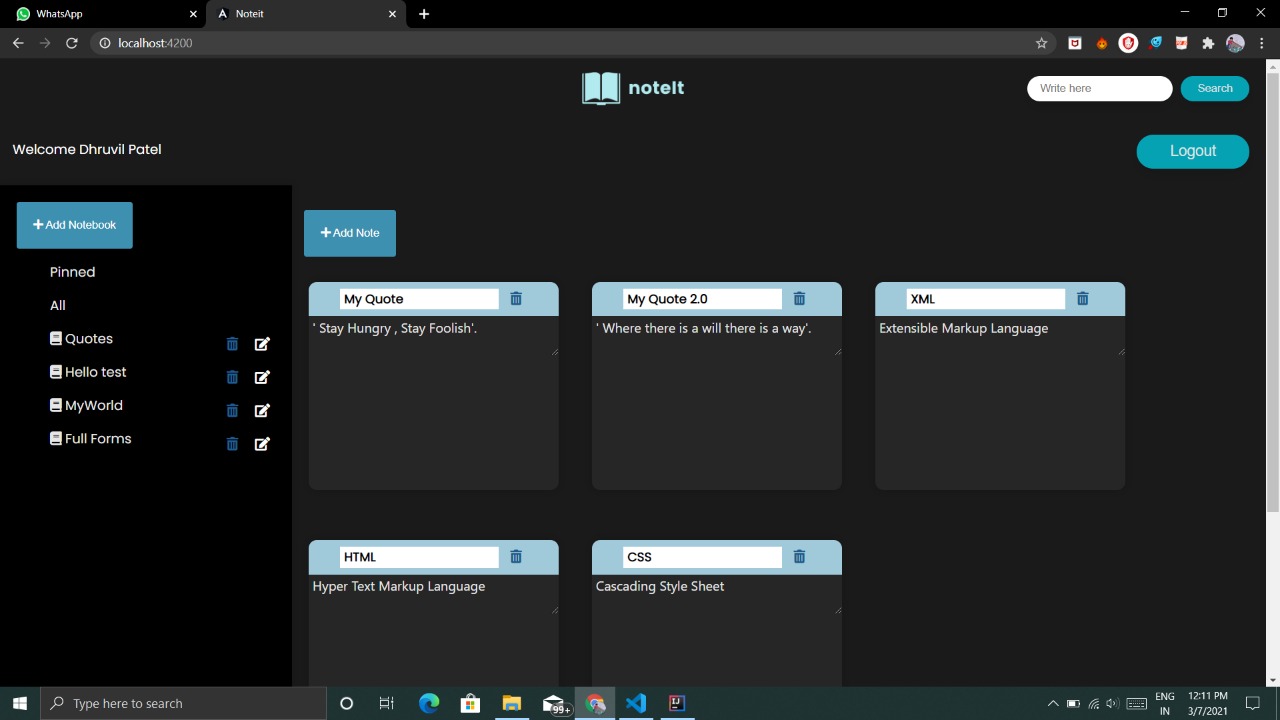 WhatsApp
Noteit
localhost:4200
noteIt
Write here
Search
Welcome Dhruvil Patel
Logout
Add Notebook
Pinned
All
Quotes
Hello test
MyWorld
Full Forms
Add Note
My Quote
' Stay Hungry , Stay Foolish'.
My Quote 2.0
' Where there is a will there is a way'.
XML
Extensible Markup Language
HTML
Hyper Text Markup Language
CSS
Cascading Style Sheet
Type here to search
99+
ENG
IN
12:11 PM
3/7/2021